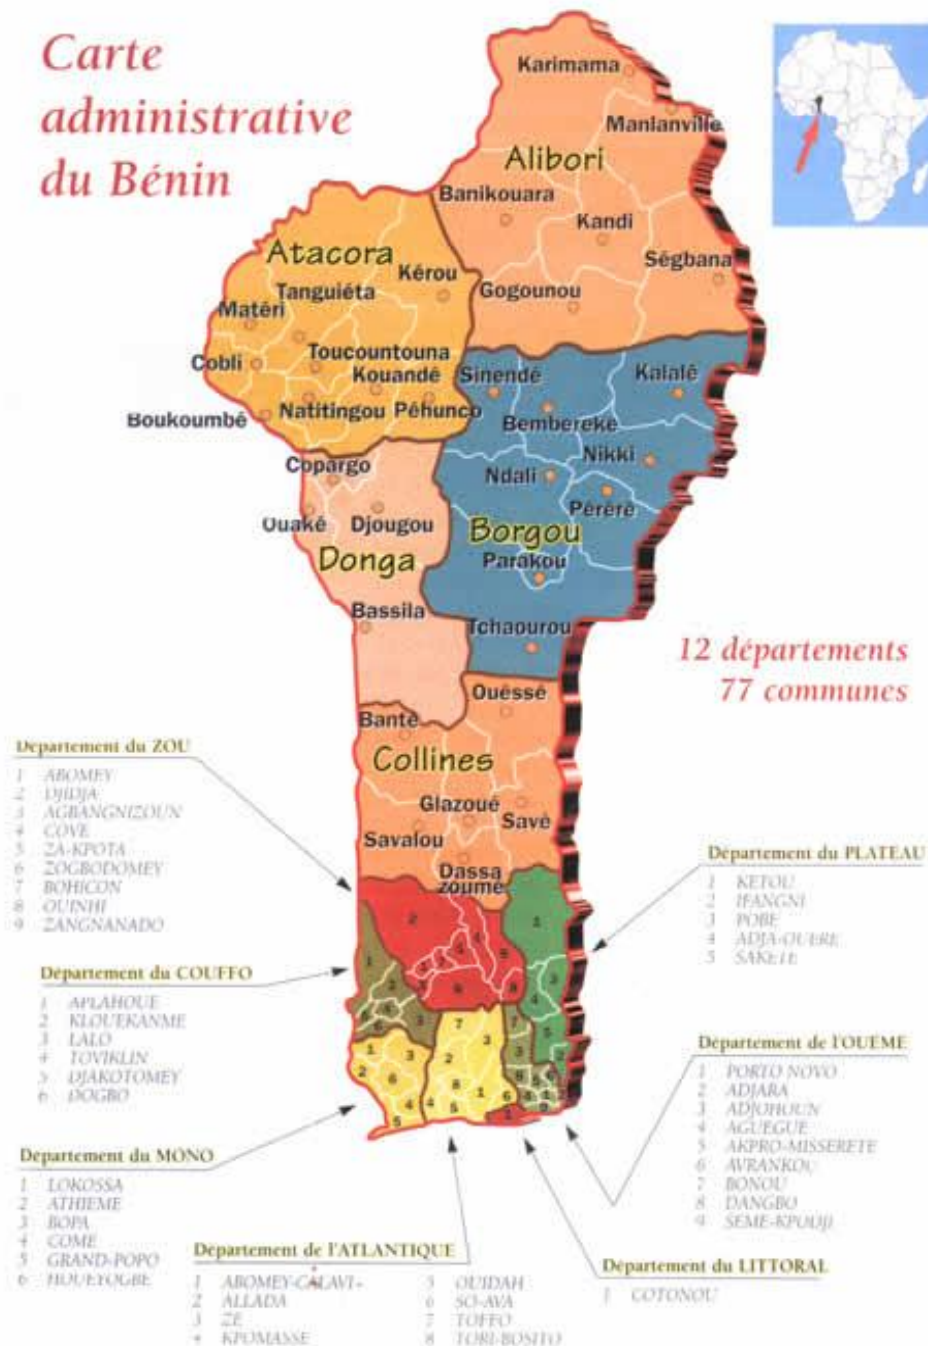 Carte
administrative
du Bénin
Karimama
Manlanville
Alibori
Banikouara
Kandi
Ségbana
Gogounou
Atacora
Kérou
Tanguiéta
Matéri
Cobli
Toucountouna
Kouandé
Boukoumbé
Natitingou
Péhunco
Sinendé
Kalalé
Bembereke
Nikki
Ndali
Péréré
Borgou
Parakou
Tchaourou
Copargo
Ouaké
Djougou
Donga
Bassila
12 départements
77 communes
Ouéssé
Banté
Collines
Glazoué
Savé
Savalou
Dassa
zoumé
Département du ZOU
1 ABOMEY
2 DJIDJA
3 AGBANGNIZOUN
4 COVE
5 ZA-KPOTA
6 ZOGBODOMEY
7 BOHICON
8 OUINHI
9 ZANGNANADO
Département du PLATEAU
1 KETOU
2 IFANGNI
3 POBE
4 ADJA-OUERE
5 SAKETE
Département du COUFFO
1 APLAHOUE
2 KLOUEKANME
3 LALO
4 TOVIKLIN
5 DJAKOTOMEY
6 DOGBO
Département de l'OUEME
1 PORTO NOVO
2 ADJARA
3 ADJOHOUN
4 AGUEGUE
5 AKPRO-MISSERETE
6 AVRANKOU
7 BONOU
8 DANGBO
9 SEME-KPODJI
Département du MONO
1 LOKOSSA
2 ATHIEME
3 BOPA
4 COME
5 GRAND-POPO
6 HOUEYOGBE
Département de l'ATLANTIQUE
1 ABOMEY-CALAVI
2 ALLADA
3 ZE
4 KPOMASSE
5 OUIDAH
6 SO-AVA
7 TOFFO
8 TORI-BOSITO
Département du LITTORAL
1 COTONOU